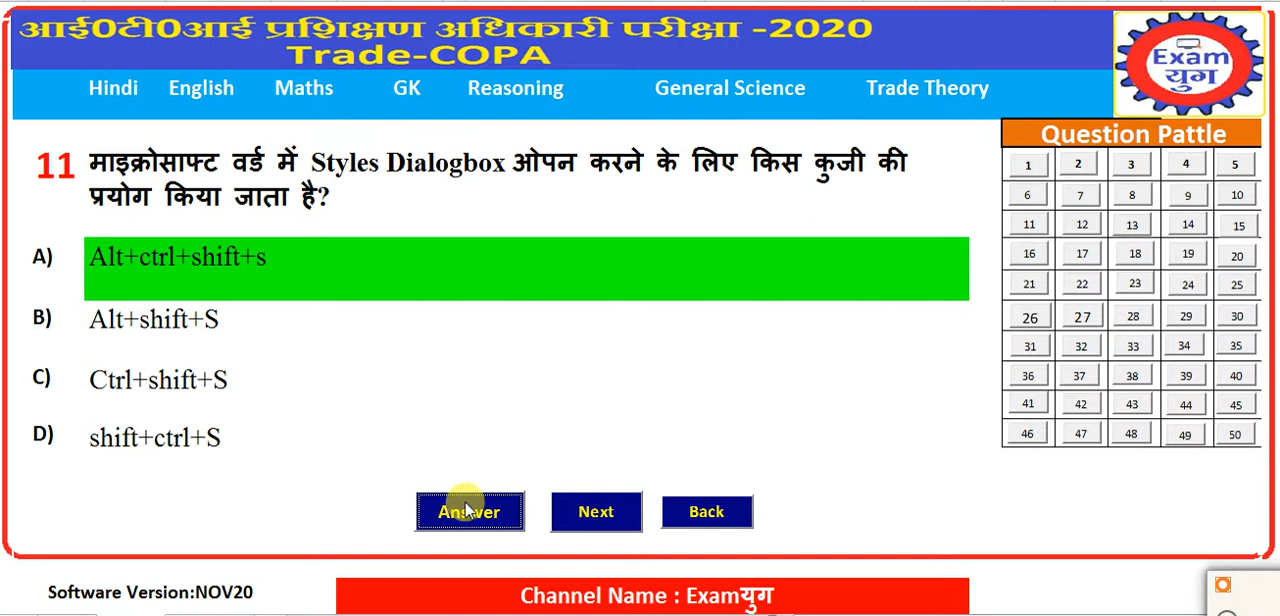 आई0टी0आई प्रशिक्षण अधिकारी परीक्षा -2020
Trade-COPA
Exam
युग
Hindi English Maths GK Reasoning General Science Trade Theory
Question Pattle
11 माइक्रोसाफ्ट वर्ड में Styles Dialogbox ओपन करने के लिए किस कुजी की
प्रयोग किया जाता है?
A) Alt+ctrl+shift+s
B) Alt+shift+S
C) Ctrl+shift+S
D) shift+ctrl+S
1 2 3 4 5
6 7 8 9 10
11 12 13 14 15
16 17 18 19 20
21 22 23 24 25
26 27 28 29 30
31 32 33 34 35
36 37 38 39 40
41 42 43 44 45
46 47 48 49 50
Answer Next Back
Software Version:NOV20
Channel Name : Examयुग